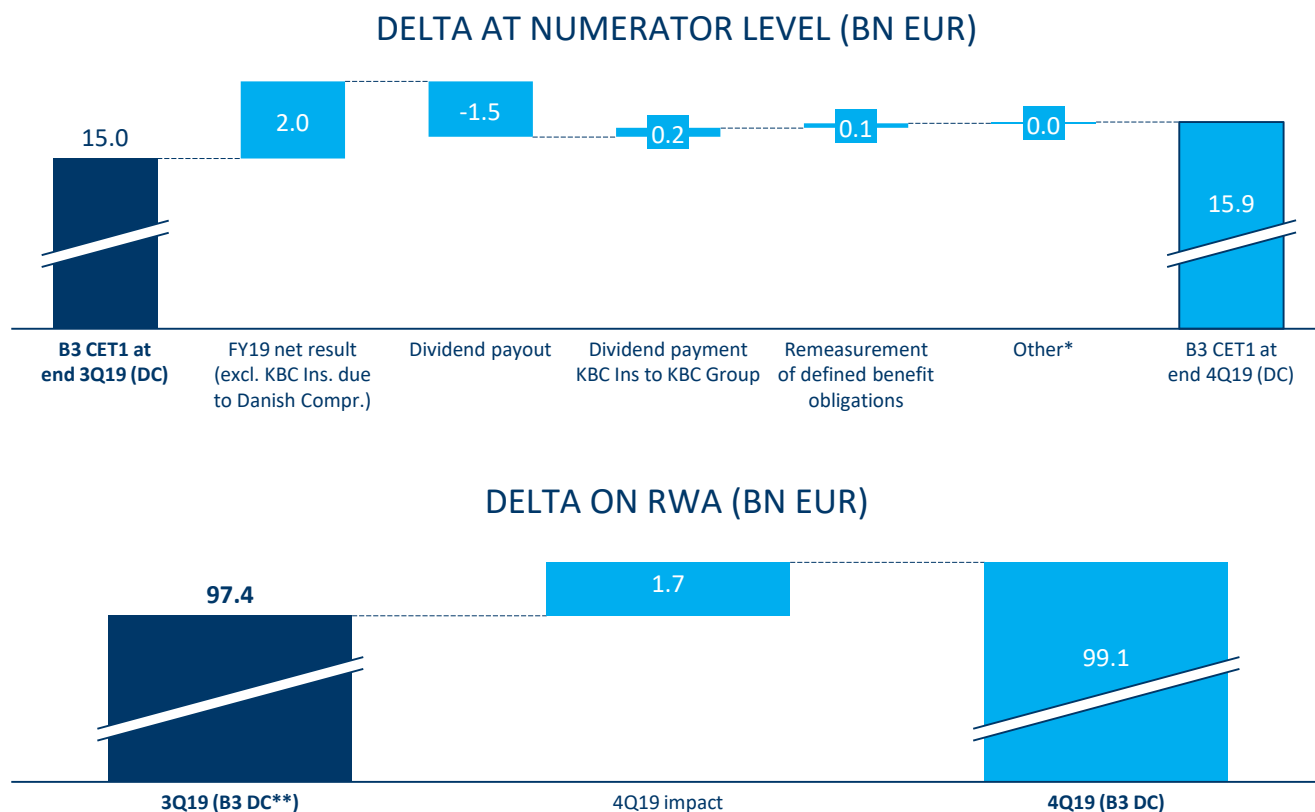 DELTA AT NUMERATOR LEVEL (BN EUR)
15.0
2.0
-1.5
0.2
0.1
0.0
15.9
B3 CET1 at
end 3Q19 (DC)
FY19 net result
(excl. KBC Ins. due
to Danish Compr.)
Dividend payout
Dividend payment
KBC Ins to KBC Group
Remeasurement
of defined benefit
obligations
Other*
B3 CET1 at
end 4Q19 (DC)
DELTA ON RWA (BN EUR)
97.4
1.7
99.1
3Q19 (B3 DC**)
4Q19 impact
4Q19 (B3 DC)